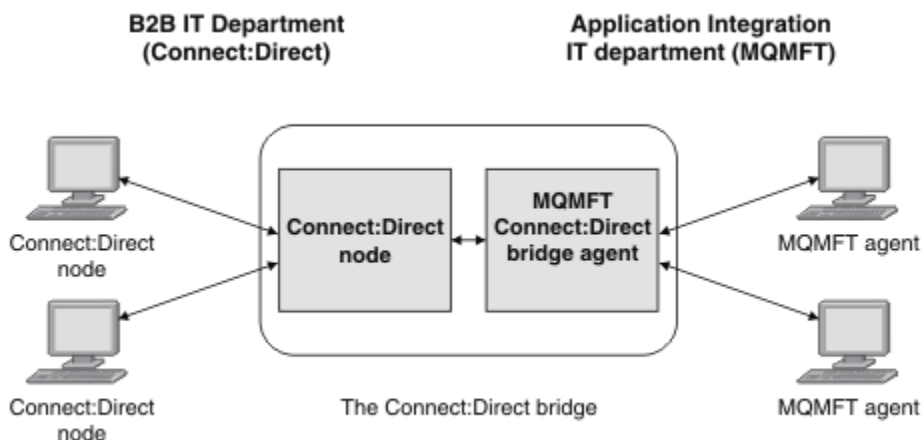 B2B IT Department
(Connect:Direct)
Application Integration
IT department (MQMFT)
Connect:Direct
node
Connect:Direct
node
Connect:Direct
node
MQMFT
Connect:Direct
bridge agent
MQMFT agent
MQMFT agent
The Connect:Direct bridge